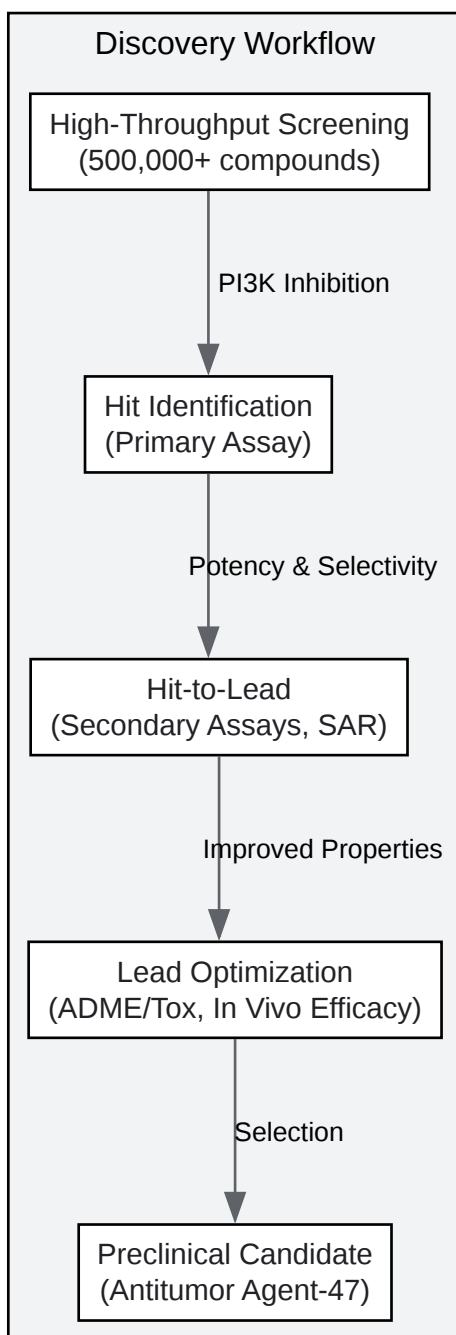 Discovery Workflow
High-Throughput Screening
(500,000+ compounds)
PI3K Inhibition
Hit Identification
(Primary Assay)
Potency & Selectivity
Hit-to-Lead
(Secondary Assays, SAR)
Improved Properties
Lead Optimization
(ADME/Tox, In Vivo Efficacy)
Selection
Preclinical Candidate
(Antitumor Agent-47)